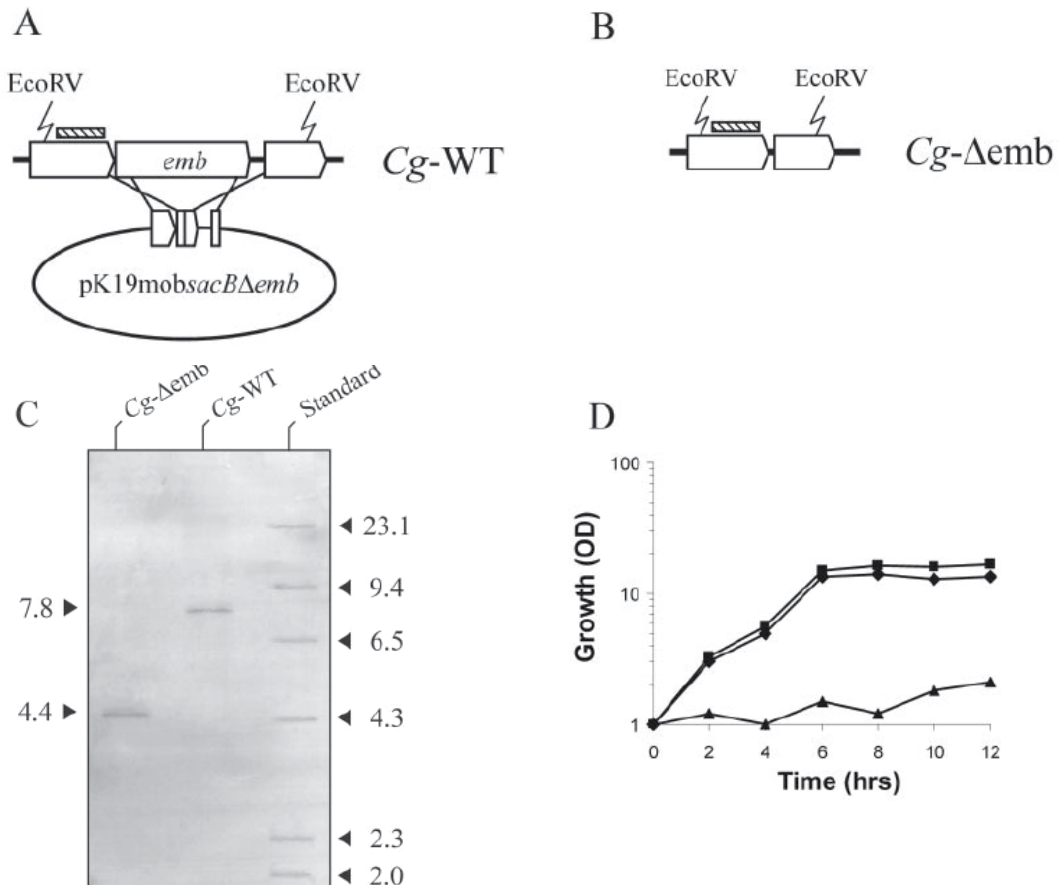 A
EcoRV
EcoRV
emb
Cg-WT
pK19mobsacBΔemb
B
EcoRV
EcoRV
Cg-Δemb
C
Cg-Δemb
Cg-WT
Standard
23.1
9.4
7.8
6.5
4.4
4.3
2.3
2.0
D
Growth (OD)
100
10
1
0 2 4 6 8 10 12
Time (hrs)